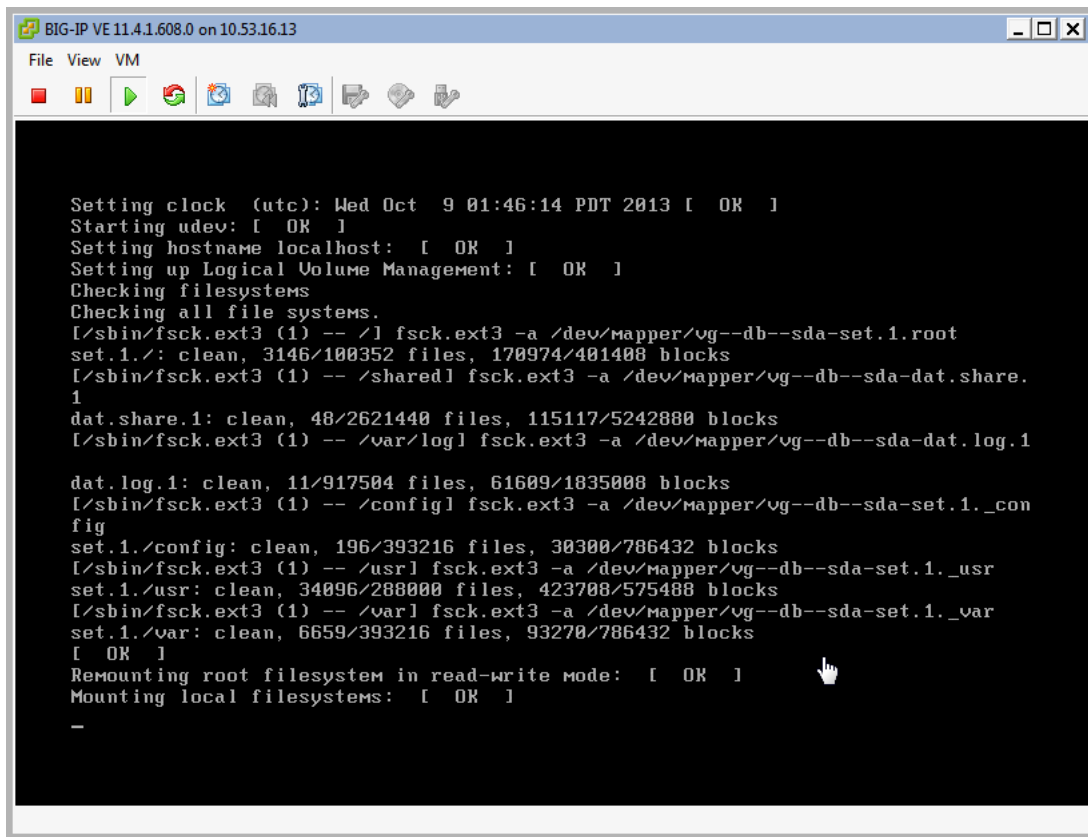 BIG-IP VE 11.4.1.608.0 on 10.53.16.13
File View VM
Setting clock  (utc): Wed Oct  9 01:46:14 PDT 2013 [  OK  ]
Starting udev: [  OK  ]
Setting hostname localhost:  [  OK  ]
Setting up Logical Volume Management: [  OK  ]
Checking filesystems
Checking all file systems.
[/sbin/fsck.ext3 (1) -- /] fsck.ext3 -a /dev/mapper/vg--db--sda-set.1.root
set.1./: clean, 3146/100352 files, 170974/401408 blocks
[/sbin/fsck.ext3 (1) -- /shared] fsck.ext3 -a /dev/mapper/vg--db--sda-dat.share.
1
dat.share.1: clean, 48/2621440 files, 115117/5242880 blocks
[/sbin/fsck.ext3 (1) -- /var/log] fsck.ext3 -a /dev/mapper/vg--db--sda-dat.log.1
dat.log.1: clean, 11/917504 files, 61609/1835008 blocks
[/sbin/fsck.ext3 (1) -- /config] fsck.ext3 -a /dev/mapper/vg--db--sda-set.1._con
fig
set.1./config: clean, 196/393216 files, 30300/786432 blocks
[/sbin/fsck.ext3 (1) -- /usr] fsck.ext3 -a /dev/mapper/vg--db--sda-set.1._usr
set.1./usr: clean, 34096/288000 files, 423708/575488 blocks
[/sbin/fsck.ext3 (1) -- /var] fsck.ext3 -a /dev/mapper/vg--db--sda-set.1._var
set.1./var: clean, 6659/393216 files, 93270/786432 blocks
[  OK  ]
Remounting root filesystem in read-write mode:  [  OK  ]
Mounting local filesystems:  [  OK  ]
_